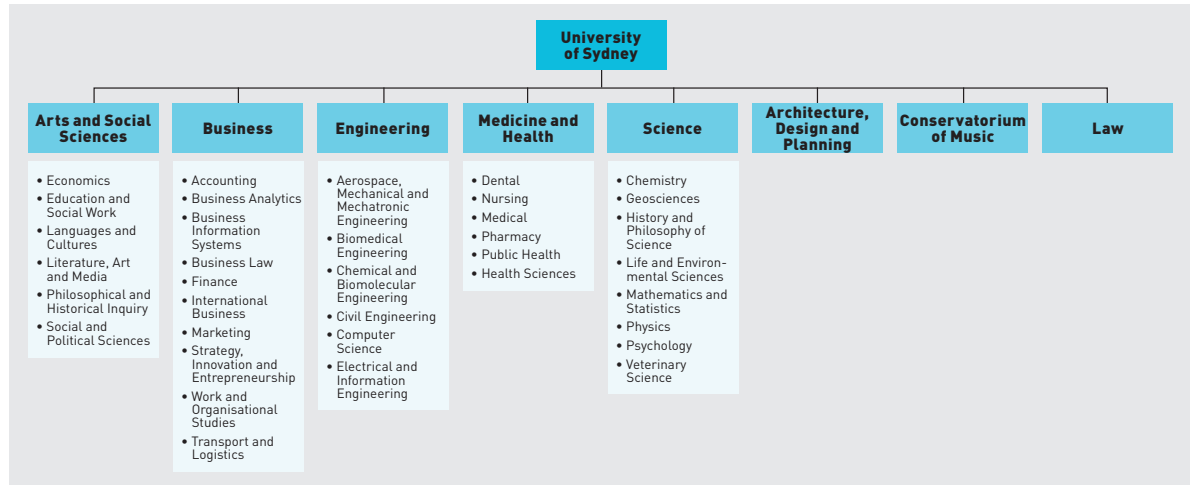 University
of Sydney
Arts and Social
Sciences
• Economics
• Education and
Social Work
• Languages and
Cultures
• Literature, Art
and Media
• Philosophical and
Historical Inquiry
• Social and
Political Sciences
Business
• Accounting
• Business Analytics
• Business
Information
Systems
• Business Law
• Finance
• International
Business
• Marketing
• Strategy,
Innovation and
Entrepreneurship
• Work and
Organisational
Studies
• Transport and
Logistics
Engineering
• Aerospace,
Mechanical and
Mechatronic
Engineering
• Biomedical
Engineering
• Chemical and
Biomolecular
Engineering
• Civil Engineering
• Computer
Science
• Electrical and
Information
Engineering
Medicine and
Health
• Dental
• Nursing
• Medical
• Pharmacy
• Public Health
• Health Sciences
Science
• Chemistry
• Geosciences
• History and
Philosophy of
Science
• Life and Environ-
mental Sciences
• Mathematics and
Statistics
• Physics
• Psychology
• Veterinary
Science
Architecture,
Design and
Planning
Conservatorium
of Music
Law